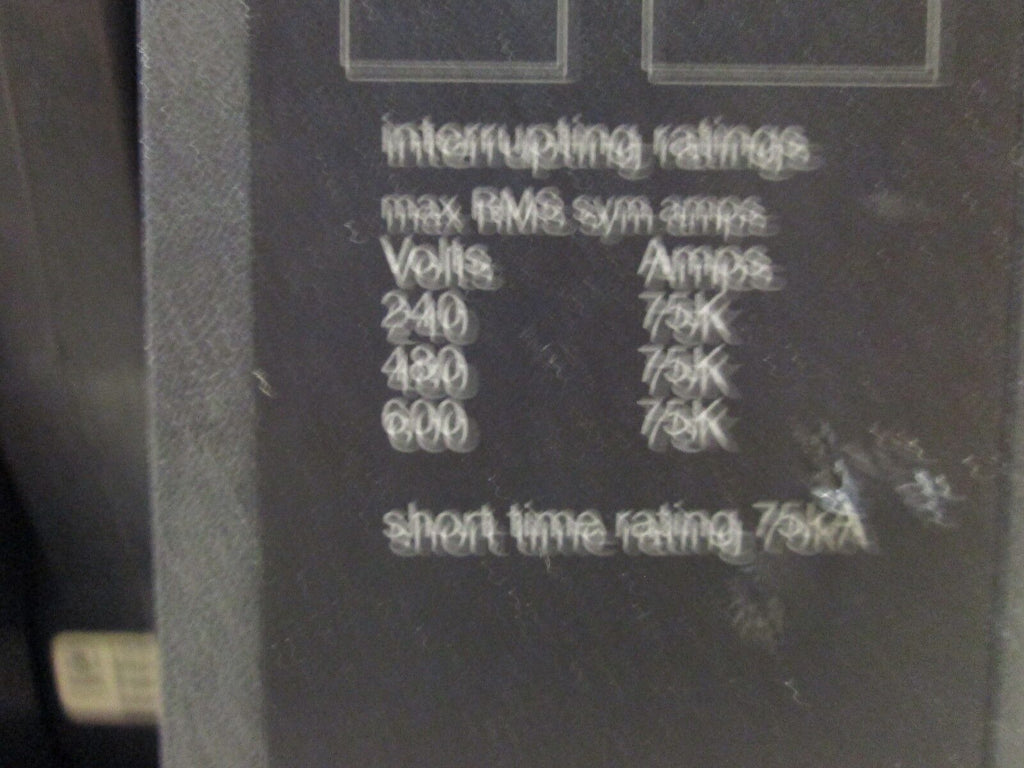 interrupting ratings
max RMS sym amps
Volts Amps
240 75K
480 75K
600 75K
short time rating 75kA